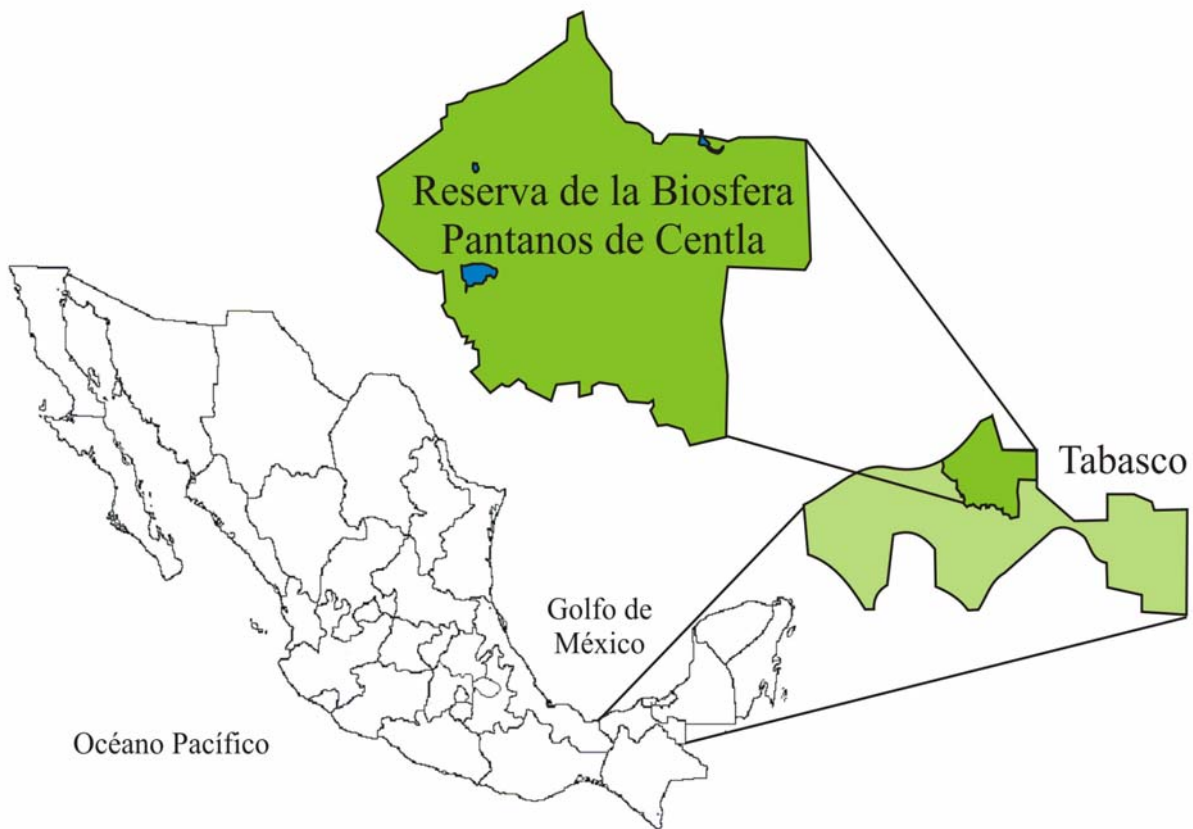 Reserva de la Biosfera
Pantanos de Centla
Tabasco
Golfo de
México
Océano Pacífico